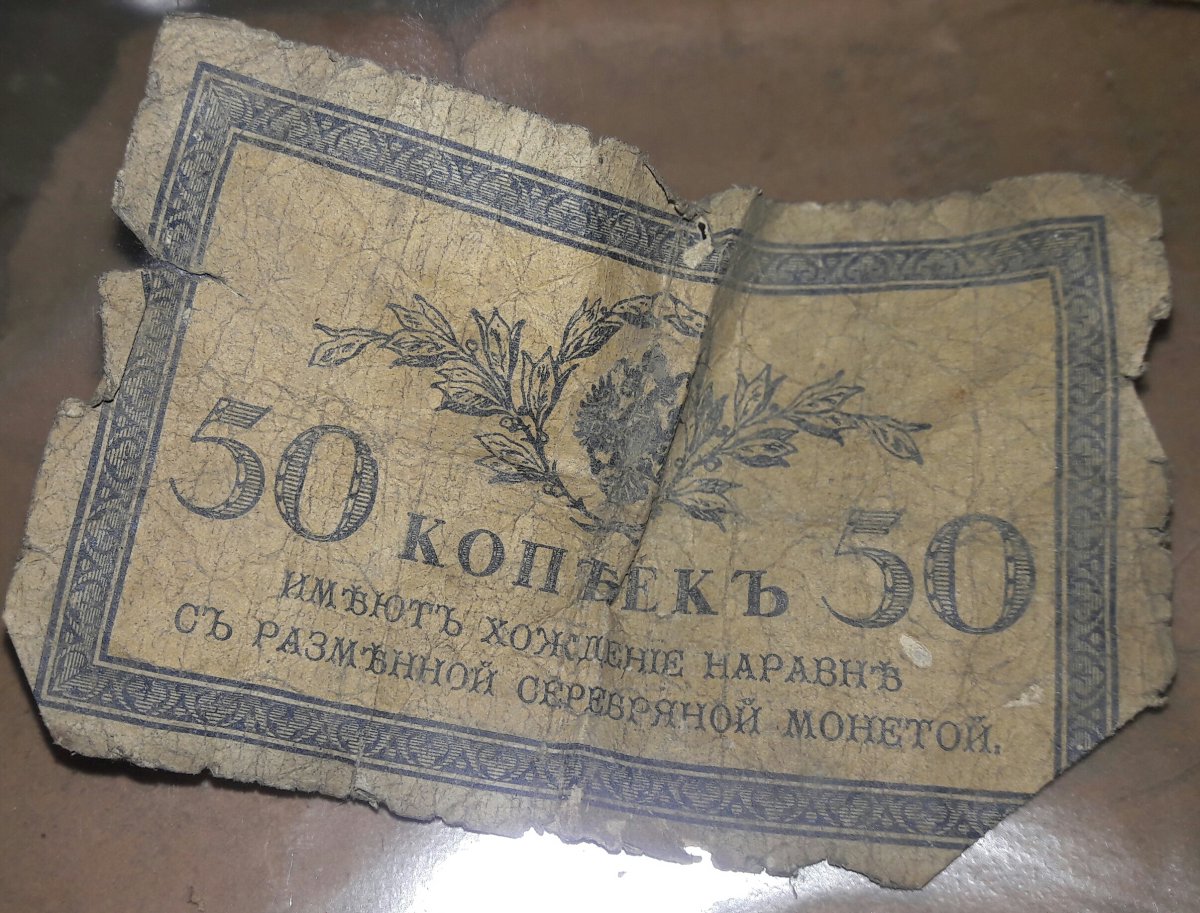 50 КОПѢЕКЪ 50
ИМѢЮТЪ ХОЖДЕНІЕ НАРАВНѢ
СЪ РАЗМѢННОЙ СЕРЕБРЯНОЙ МОНЕТОЙ.